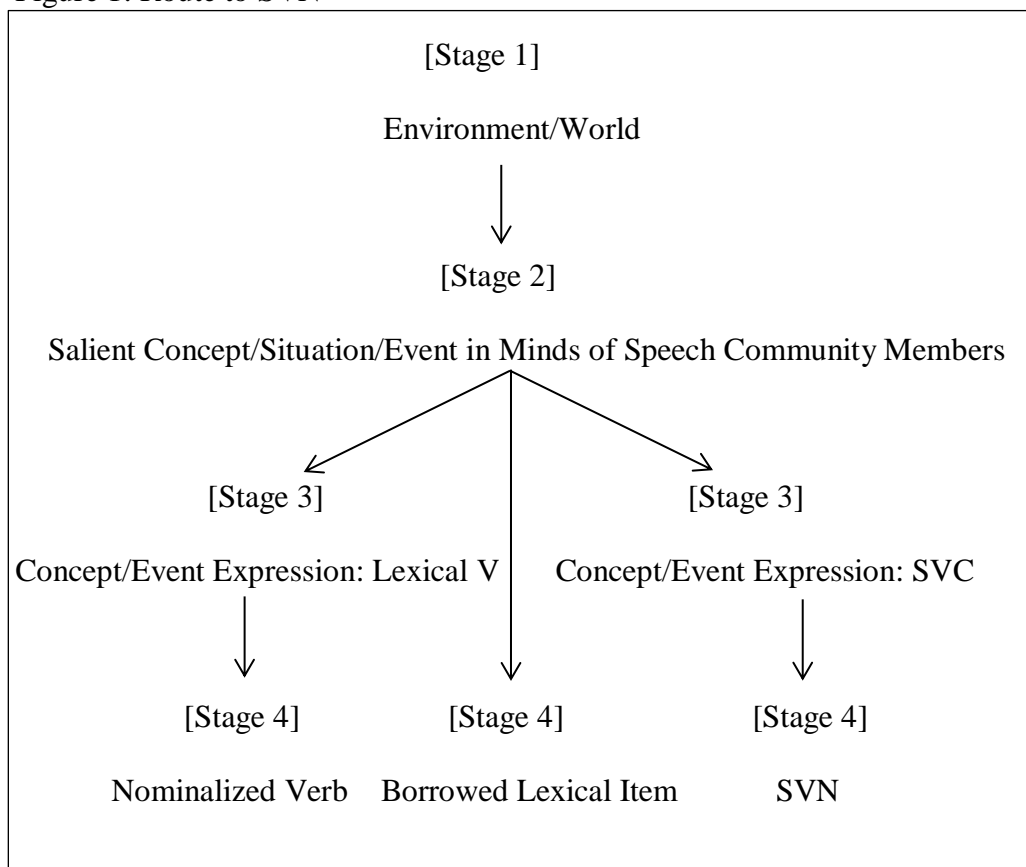 Figure 1: Route to SVN
[Stage 1]
Environment/World
[Stage 2]
Salient Concept/Situation/Event in Minds of Speech Community Members
[Stage 3] [Stage 3]
Concept/Event Expression: Lexical V Concept/Event Expression: SVC
[Stage 4] [Stage 4] [Stage 4]
Nominalized Verb Borrowed Lexical Item SVN